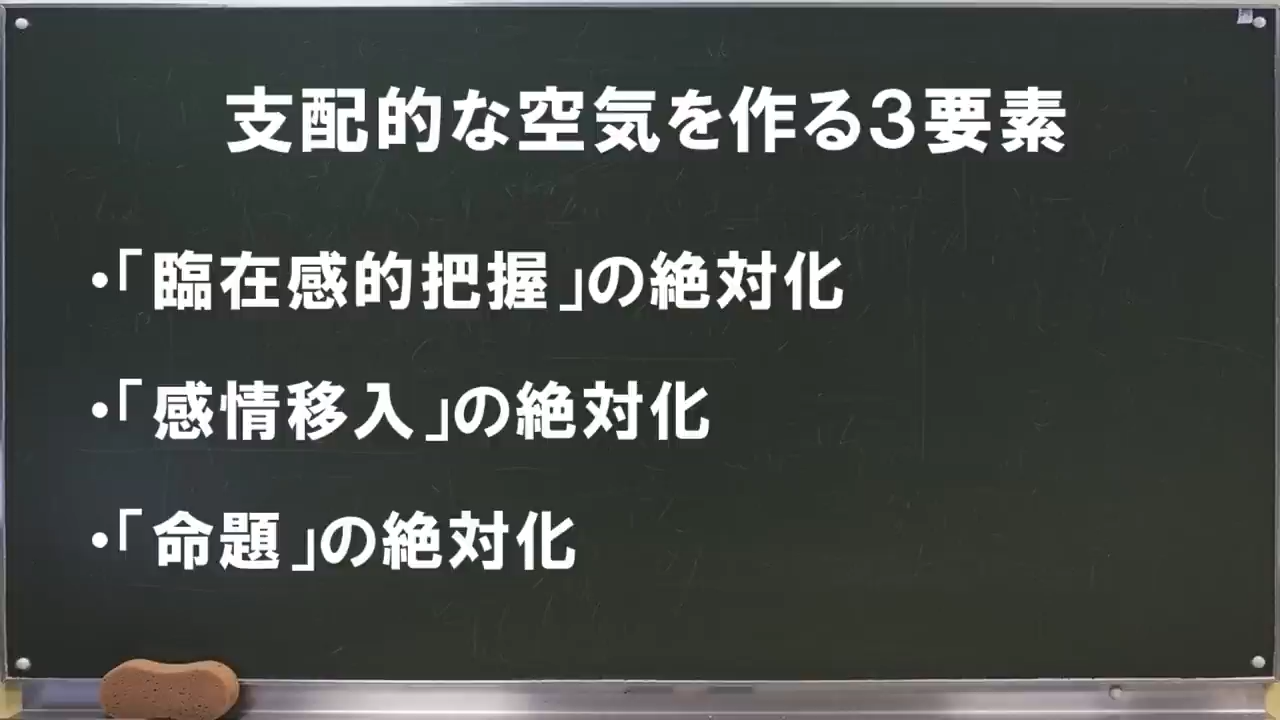 支配的な空気を作る3要素
・「臨在感的把握」の絶対化
・「感情移入」の絶対化
・「命題」の絶対化